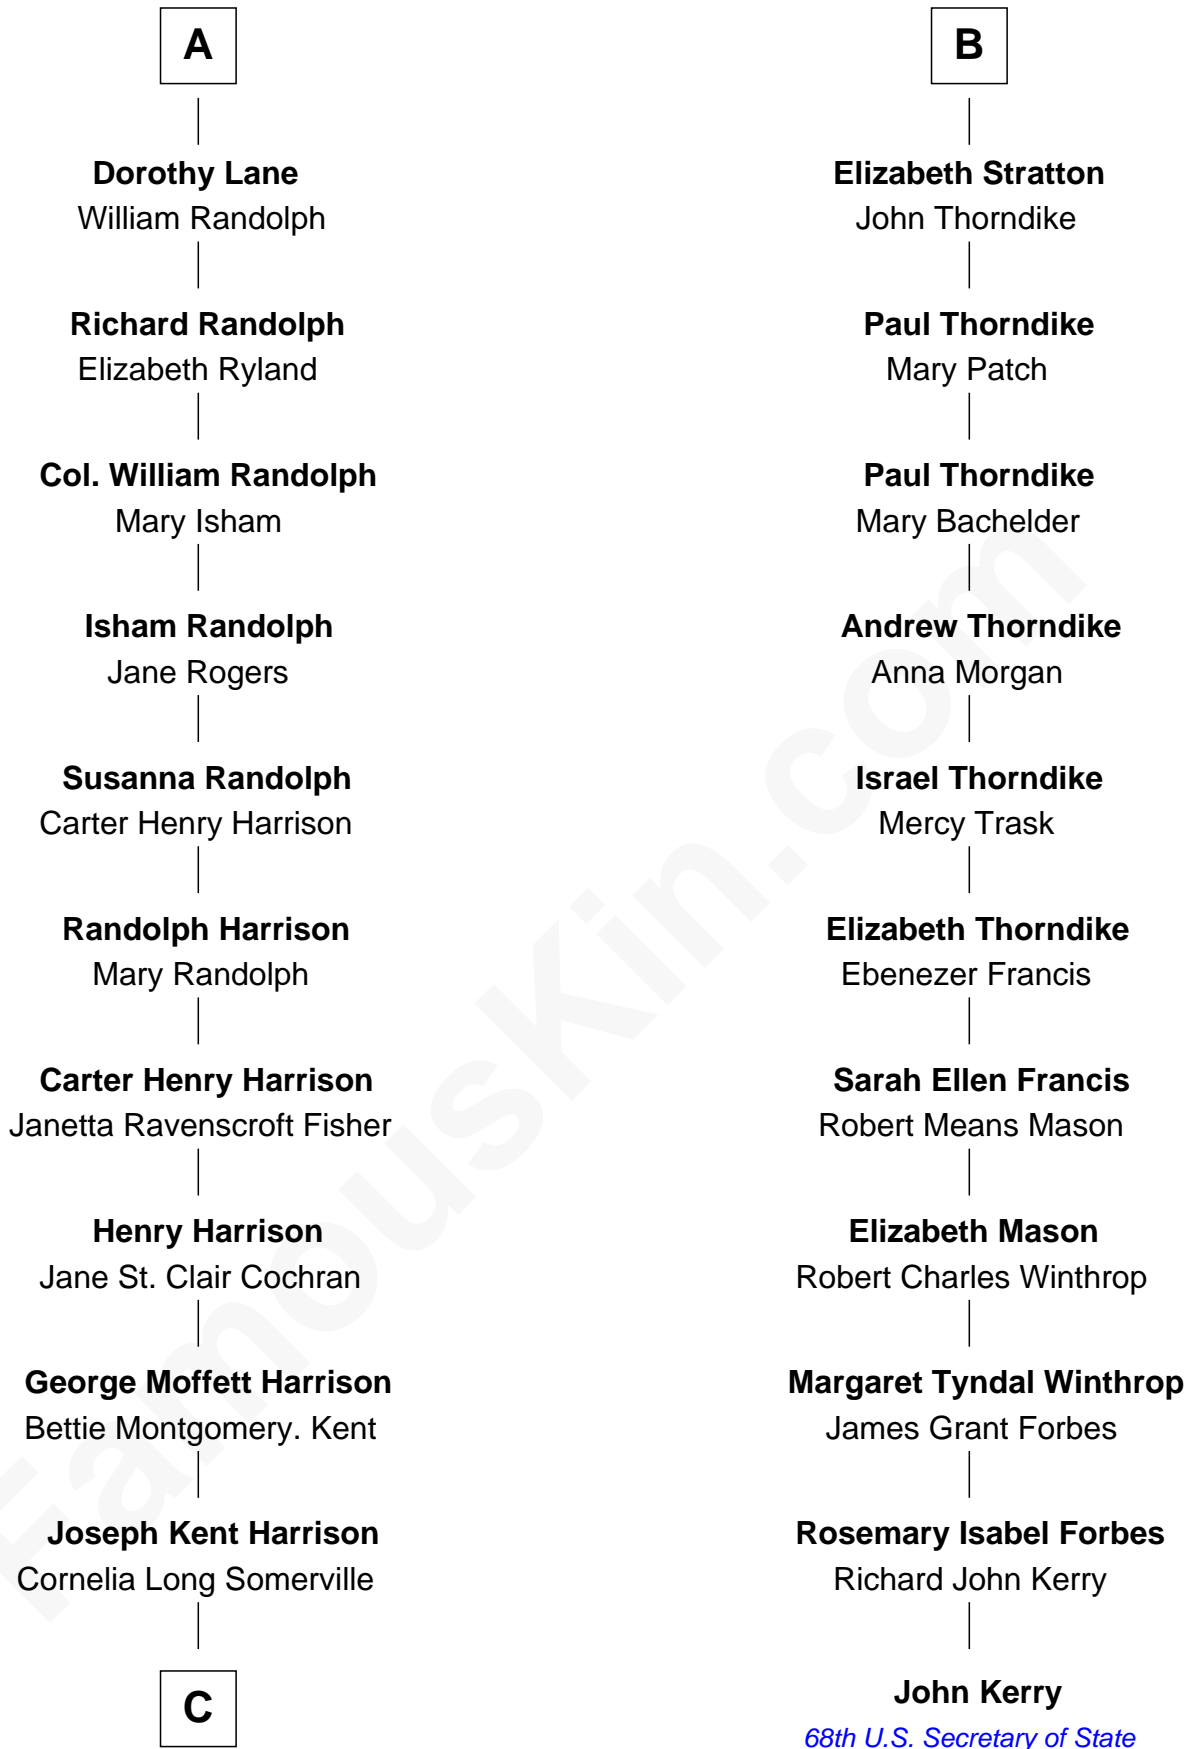 A
Dorothy Lane
William Randolph
Richard Randolph
Elizabeth Ryland
Col. William Randolph
Mary Isham
Isham Randolph
Jane Rogers
Susanna Randolph
Carter Henry Harrison
Randolph Harrison
Mary Randolph
Carter Henry Harrison
Janetta Ravenscroft Fisher
Henry Harrison
Jane St. Clair Cochran
George Moffett Harrison
Bettie Montgomery. Kent
Joseph Kent Harrison
Cornelia Long Somerville
C
B
Elizabeth Stratton
John Thorndike
Paul Thorndike
Mary Patch
Paul Thorndike
Mary Bachelder
Andrew Thorndike
Anna Morgan
Israel Thorndike
Mercy Trask
Elizabeth Thorndike
Ebenezer Francis
Sarah Ellen Francis
Robert Means Mason
Elizabeth Mason
Robert Charles Winthrop
Margaret Tyndal Winthrop
James Grant Forbes
Rosemary Isabel Forbes
Richard John Kerry
John Kerry
68th U.S. Secretary of State
FamousKin.com